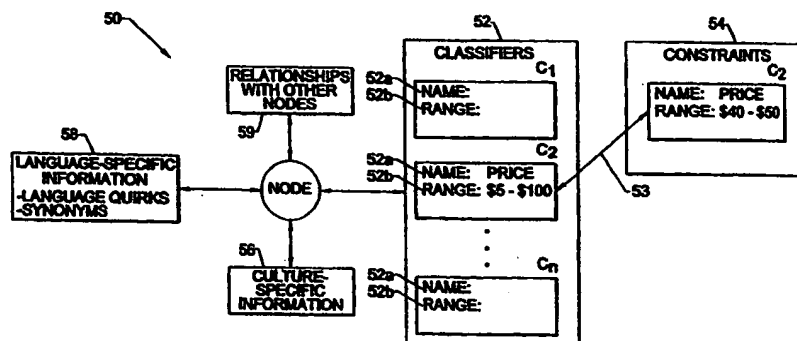 50
52
54
CLASSIFIERS
CONSTRAINTS
RELATIONSHIPS
WITH OTHER
NODES
59
52a
52b
C1
NAME:
RANGE:
C2
NAME: PRICE
RANGE: $40 - $50
58
LANGUAGE-SPECIFIC
INFORMATION
-LANGUAGE QUIRKS
-SYNONYMS
NODE
52a
52b
C2
NAME: PRICE
RANGE: $5 - $100
53
56
CULTURE-
SPECIFIC
INFORMATION
52a
52b
Cn
NAME:
RANGE: